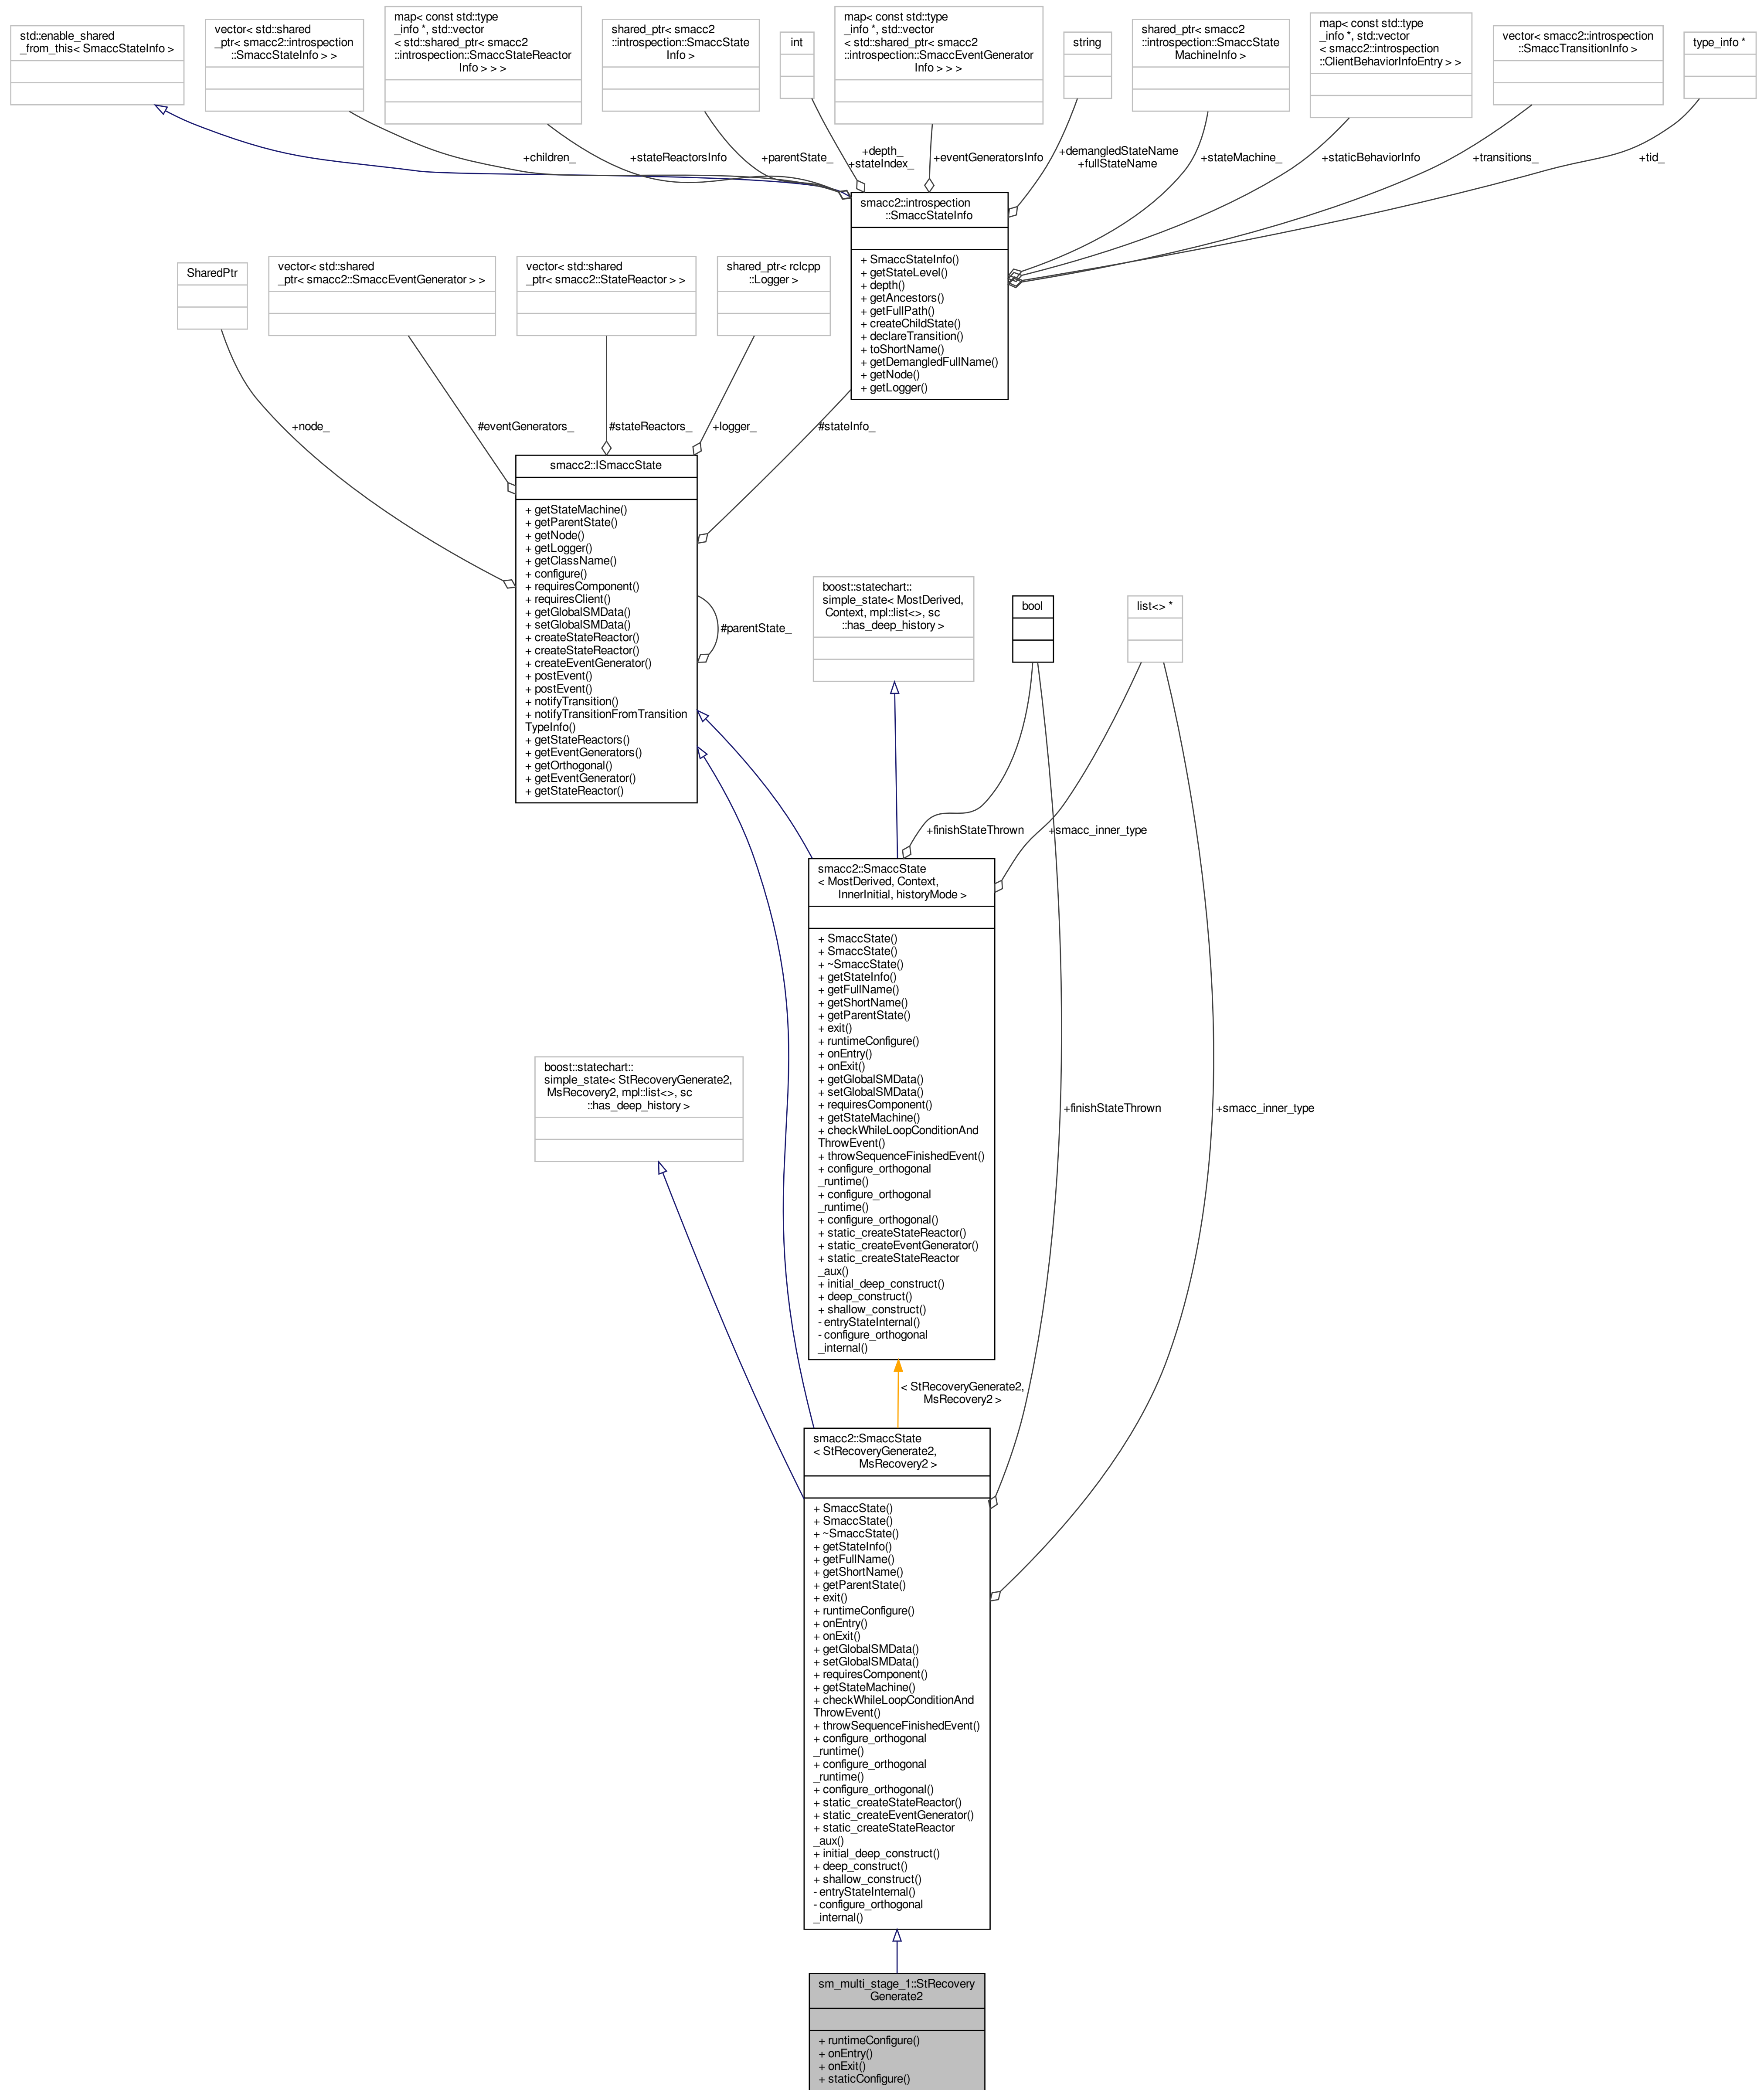 std::enable_shared
_from_this< SmaccStateInfo >
vector< std::shared
_ptr< smacc2::introspection
::SmaccStateInfo > >
map< const std::type
_info *, std::vector
< std::shared_ptr< smacc2
::introspection::SmaccStateReactor
Info > > >
shared_ptr< smacc2
::introspection::SmaccState
Info >
int
map< const std::type
_info *, std::vector
< std::shared_ptr< smacc2
::introspection::SmaccEventGenerator
Info > > >
string
shared_ptr< smacc2
::introspection::SmaccState
MachineInfo >
map< const std::type
_info *, std::vector
< smacc2::introspection
::ClientBehaviorInfoEntry > >
vector< smacc2::introspection
::SmaccTransitionInfo >
type_info *
+children_
+stateReactorsInfo
+parentState_
+depth_
+stateIndex_
+eventGeneratorsInfo
+demangledStateName
+fullStateName
+stateMachine_
+staticBehaviorInfo
+transitions_
+tid_
smacc2::introspection
::SmaccStateInfo
+ SmaccStateInfo()
+ getStateLevel()
+ depth()
+ getAncestors()
+ getFullPath()
+ createChildState()
+ declareTransition()
+ toShortName()
+ getDemangledFullName()
+ getNode()
+ getLogger()
SharedPtr
vector< std::shared
_ptr< smacc2::SmaccEventGenerator > >
vector< std::shared
_ptr< smacc2::StateReactor > >
shared_ptr< rclcpp
::Logger >
+node_
#eventGenerators_
#stateReactors_
+logger_
#stateInfo_
smacc2::ISmaccState
+ getStateMachine()
+ getParentState()
+ getNode()
+ getLogger()
+ getClassName()
+ configure()
+ requiresComponent()
+ requiresClient()
+ getGlobalSMData()
+ setGlobalSMData()
+ createStateReactor()
+ createStateReactor()
+ createEventGenerator()
+ postEvent()
+ postEvent()
+ notifyTransition()
+ notifyTransitionFromTransition
TypeInfo()
+ getStateReactors()
+ getEventGenerators()
+ getOrthogonal()
+ getEventGenerator()
+ getStateReactor()
#parentState_
boost::statechart::
simple_state< MostDerived,
Context, mpl::list<>, sc
::has_deep_history >
bool
list<> *
+finishStateThrown
+smacc_inner_type
smacc2::SmaccState
< MostDerived, Context,
InnerInitial, historyMode >
+ SmaccState()
+ SmaccState()
+ ~SmaccState()
+ getStateInfo()
+ getFullName()
+ getShortName()
+ getParentState()
+ exit()
+ runtimeConfigure()
+ onEntry()
+ onExit()
+ getGlobalSMData()
+ setGlobalSMData()
+ requiresComponent()
+ getStateMachine()
+ checkWhileLoopConditionAnd
ThrowEvent()
+ throwSequenceFinishedEvent()
+ configure_orthogonal
_runtime()
+ configure_orthogonal
_runtime()
+ configure_orthogonal()
+ static_createStateReactor()
+ static_createEventGenerator()
+ static_createStateReactor
_aux()
+ initial_deep_construct()
+ deep_construct()
+ shallow_construct()
- entryStateInternal()
- configure_orthogonal
_internal()
boost::statechart::
simple_state< StRecoveryGenerate2,
MsRecovery2, mpl::list<>, sc
::has_deep_history >
+finishStateThrown
+smacc_inner_type
< StRecoveryGenerate2,
MsRecovery2 >
smacc2::SmaccState
< StRecoveryGenerate2,
MsRecovery2 >
+ SmaccState()
+ SmaccState()
+ ~SmaccState()
+ getStateInfo()
+ getFullName()
+ getShortName()
+ getParentState()
+ exit()
+ runtimeConfigure()
+ onEntry()
+ onExit()
+ getGlobalSMData()
+ setGlobalSMData()
+ requiresComponent()
+ getStateMachine()
+ checkWhileLoopConditionAnd
ThrowEvent()
+ throwSequenceFinishedEvent()
+ configure_orthogonal
_runtime()
+ configure_orthogonal
_runtime()
+ configure_orthogonal()
+ static_createStateReactor()
+ static_createEventGenerator()
+ static_createStateReactor
_aux()
+ initial_deep_construct()
+ deep_construct()
+ shallow_construct()
- entryStateInternal()
- configure_orthogonal
_internal()
sm_multi_stage_1::StRecovery
Generate2
+ runtimeConfigure()
+ onEntry()
+ onExit()
+ staticConfigure()